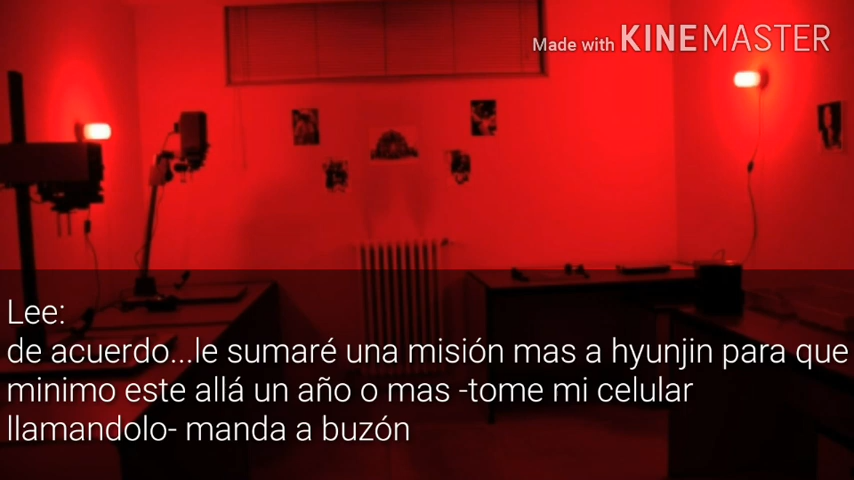 Made with KINEMASTER
Lee:
de acuerdo...le sumaré una misión mas a hyunjin para que
minimo este allá un año o mas -tome mi celular
llamandolo- manda a buzón